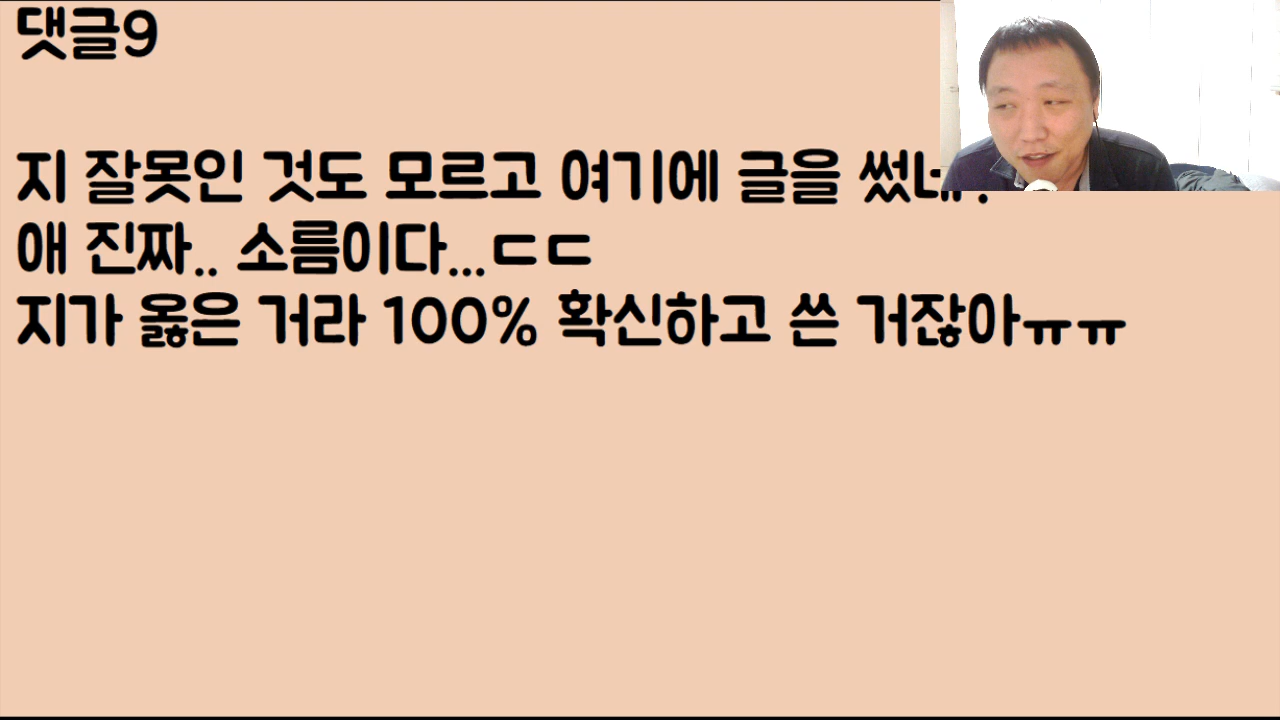 댓글9
지 잘못인 것도 모르고 여기에 글을 썼네?
애 진짜.. 소름이다...ㄷㄷ
지가 옳은 거라 100% 확신하고 쓴 거잖아ㅠㅠ